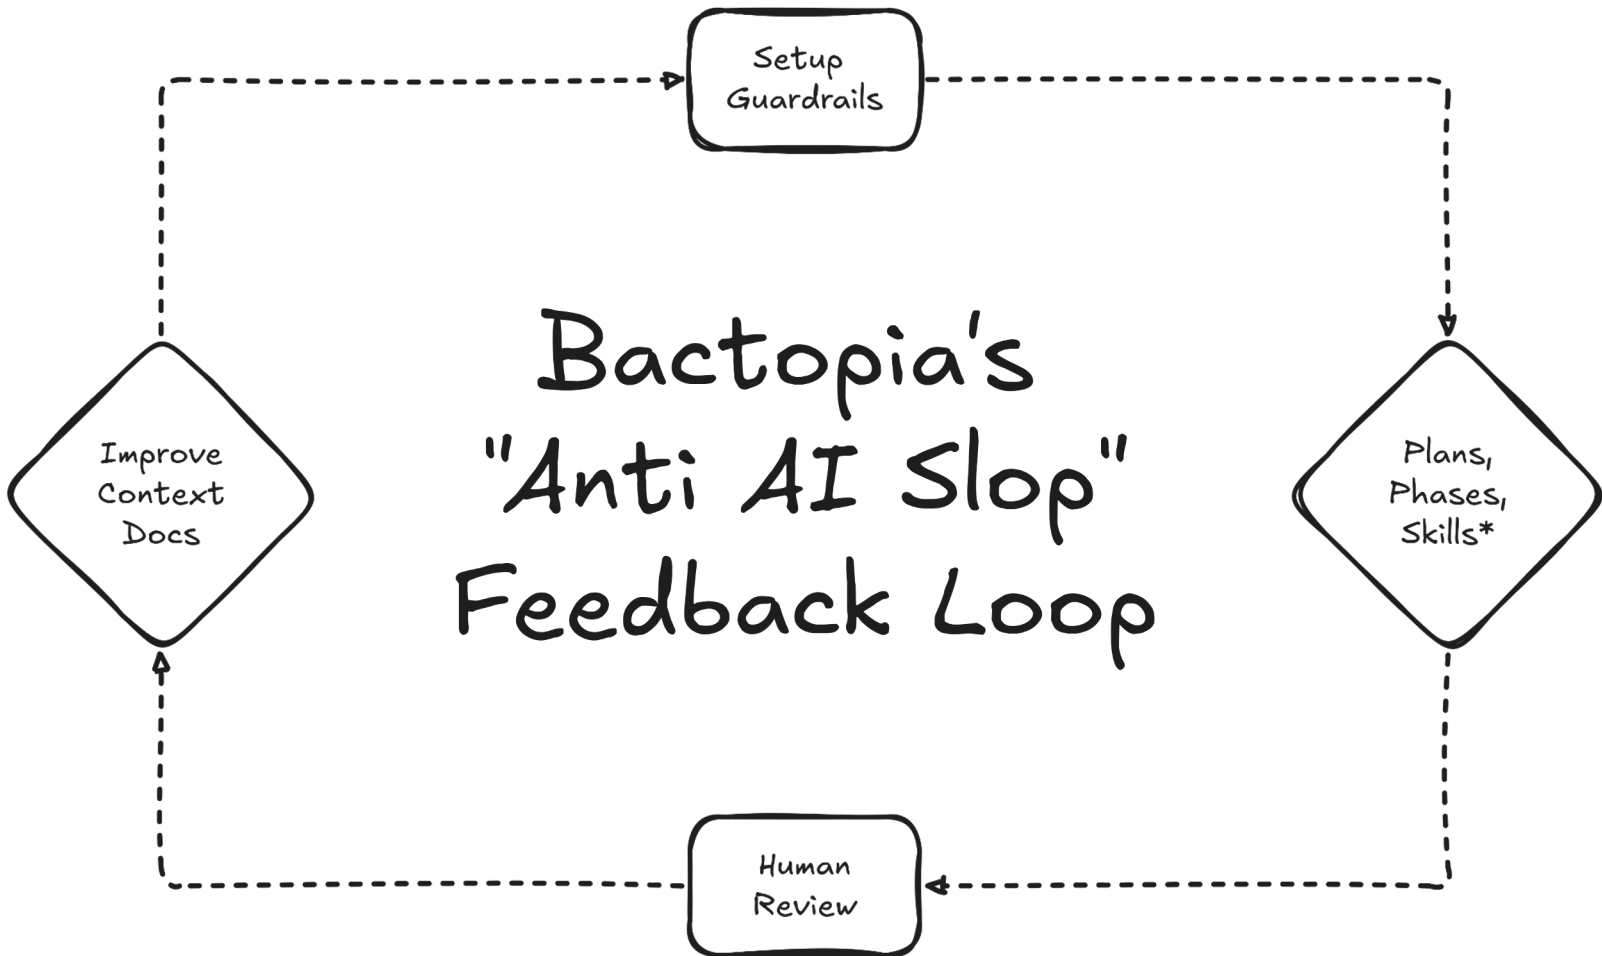 Setup
Guardrails
Bactopia's
"Anti AI Slop"
Feedback Loop
Improve
Context
Docs
Plans,
Phases,
Skills*
Human
Review